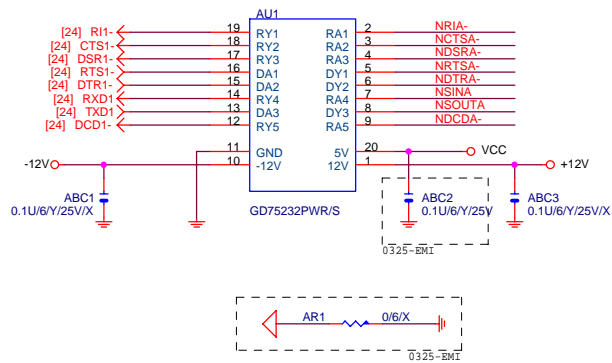 AU1
[24] RI1- 19 RY1 RA1 2 NRIA-
[24] CTS1- 18 RY2 RA2 3 NCTSA-
[24] DSR1- 17 RY3 RA3 4 NDSRA-
[24] RTS1- 16 DA1 DY1 5 NRTSA-
[24] DTR1- 15 DA2 DY2 6 NDTRA-
[24] RXD1 14 RY4 RA4 7 NSINA
[24] TXD1 13 DA3 DY3 8 NSOUTA
[24] DCD1- 12 RY5 RA5 9 NDCDA-
11 GND 5V 20 VCC
-12V 10 -12V 12V 1 +12V
ABC1
0.1U/6/Y/25V/X
GD75232PWR/S
ABC2
0.1U/6/Y/25V
ABC3
0.1U/6/Y/25V/X
0325-EMI
AR1 0/6/X
0325-EMI